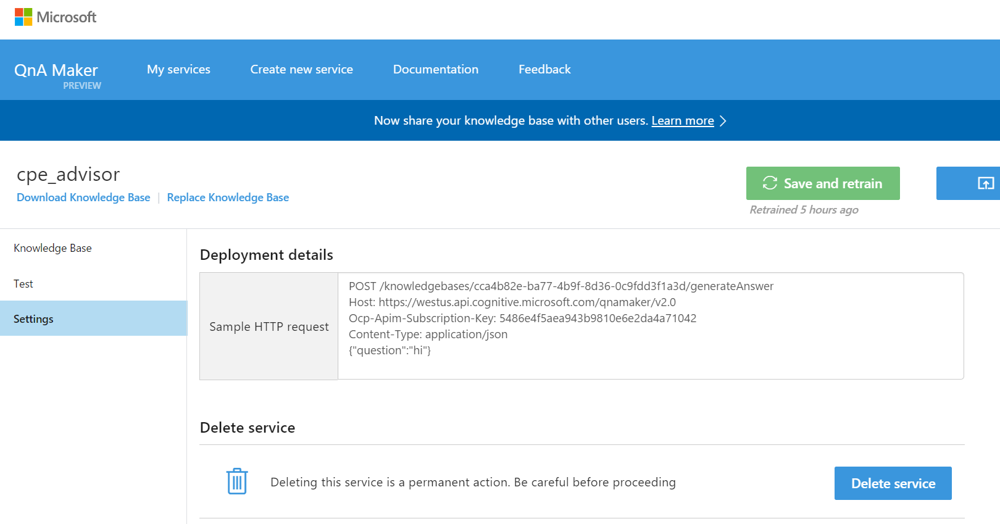 Microsoft
QnA Maker
PREVIEW
My services
Create new service
Documentation
Feedback
Now share your knowledge base with other users. Learn more
cpe_advisor
Download Knowledge Base | Replace Knowledge Base
Save and retrain
Retrained 5 hours ago
Knowledge Base
Test
Settings
Deployment details
Sample HTTP request
POST /knowledgebases/cca4b82e-ba77-4b9f-8d36-0c9fdd3f1a3d/generateAnswer
Host: https://westus.api.cognitive.microsoft.com/qnamaker/v2.0
Ocp-Apim-Subscription-Key: 5486e4f5aea943b9810e6e2da4a71042
Content-Type: application/json
{"question":"hi"}
Delete service
Deleting this service is a permanent action. Be careful before proceeding
Delete service